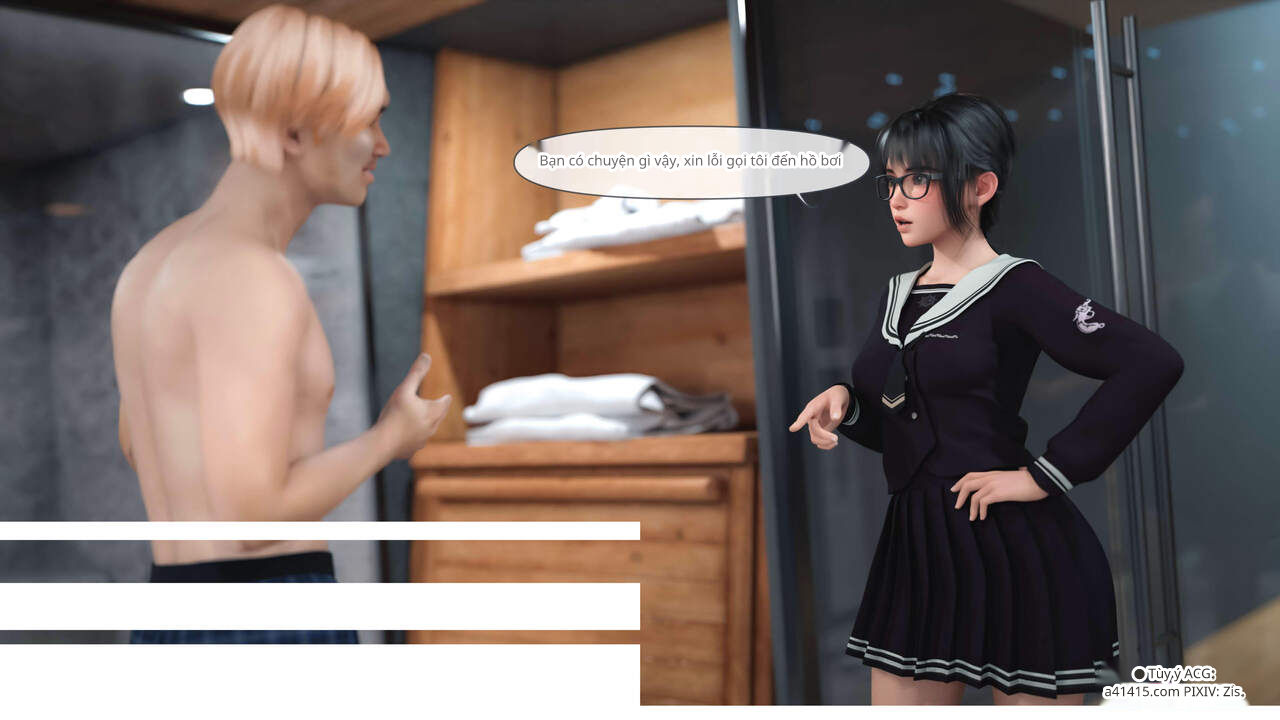 Bạn có chuyện gì vậy, xin lỗi gọi tôi đến hồ bơi
Tùy ý ACG:
a41415.com PIXIV: Zis.